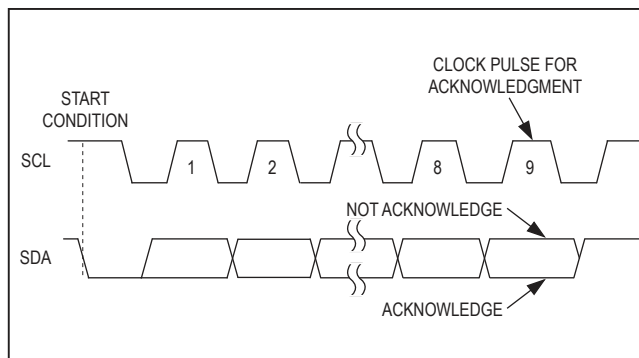 CLOCK PULSE FOR
ACKNOWLEDGMENT
START
CONDITION
SCL
1
2
8
9
NOT ACKNOWLEDGE
SDA
ACKNOWLEDGE